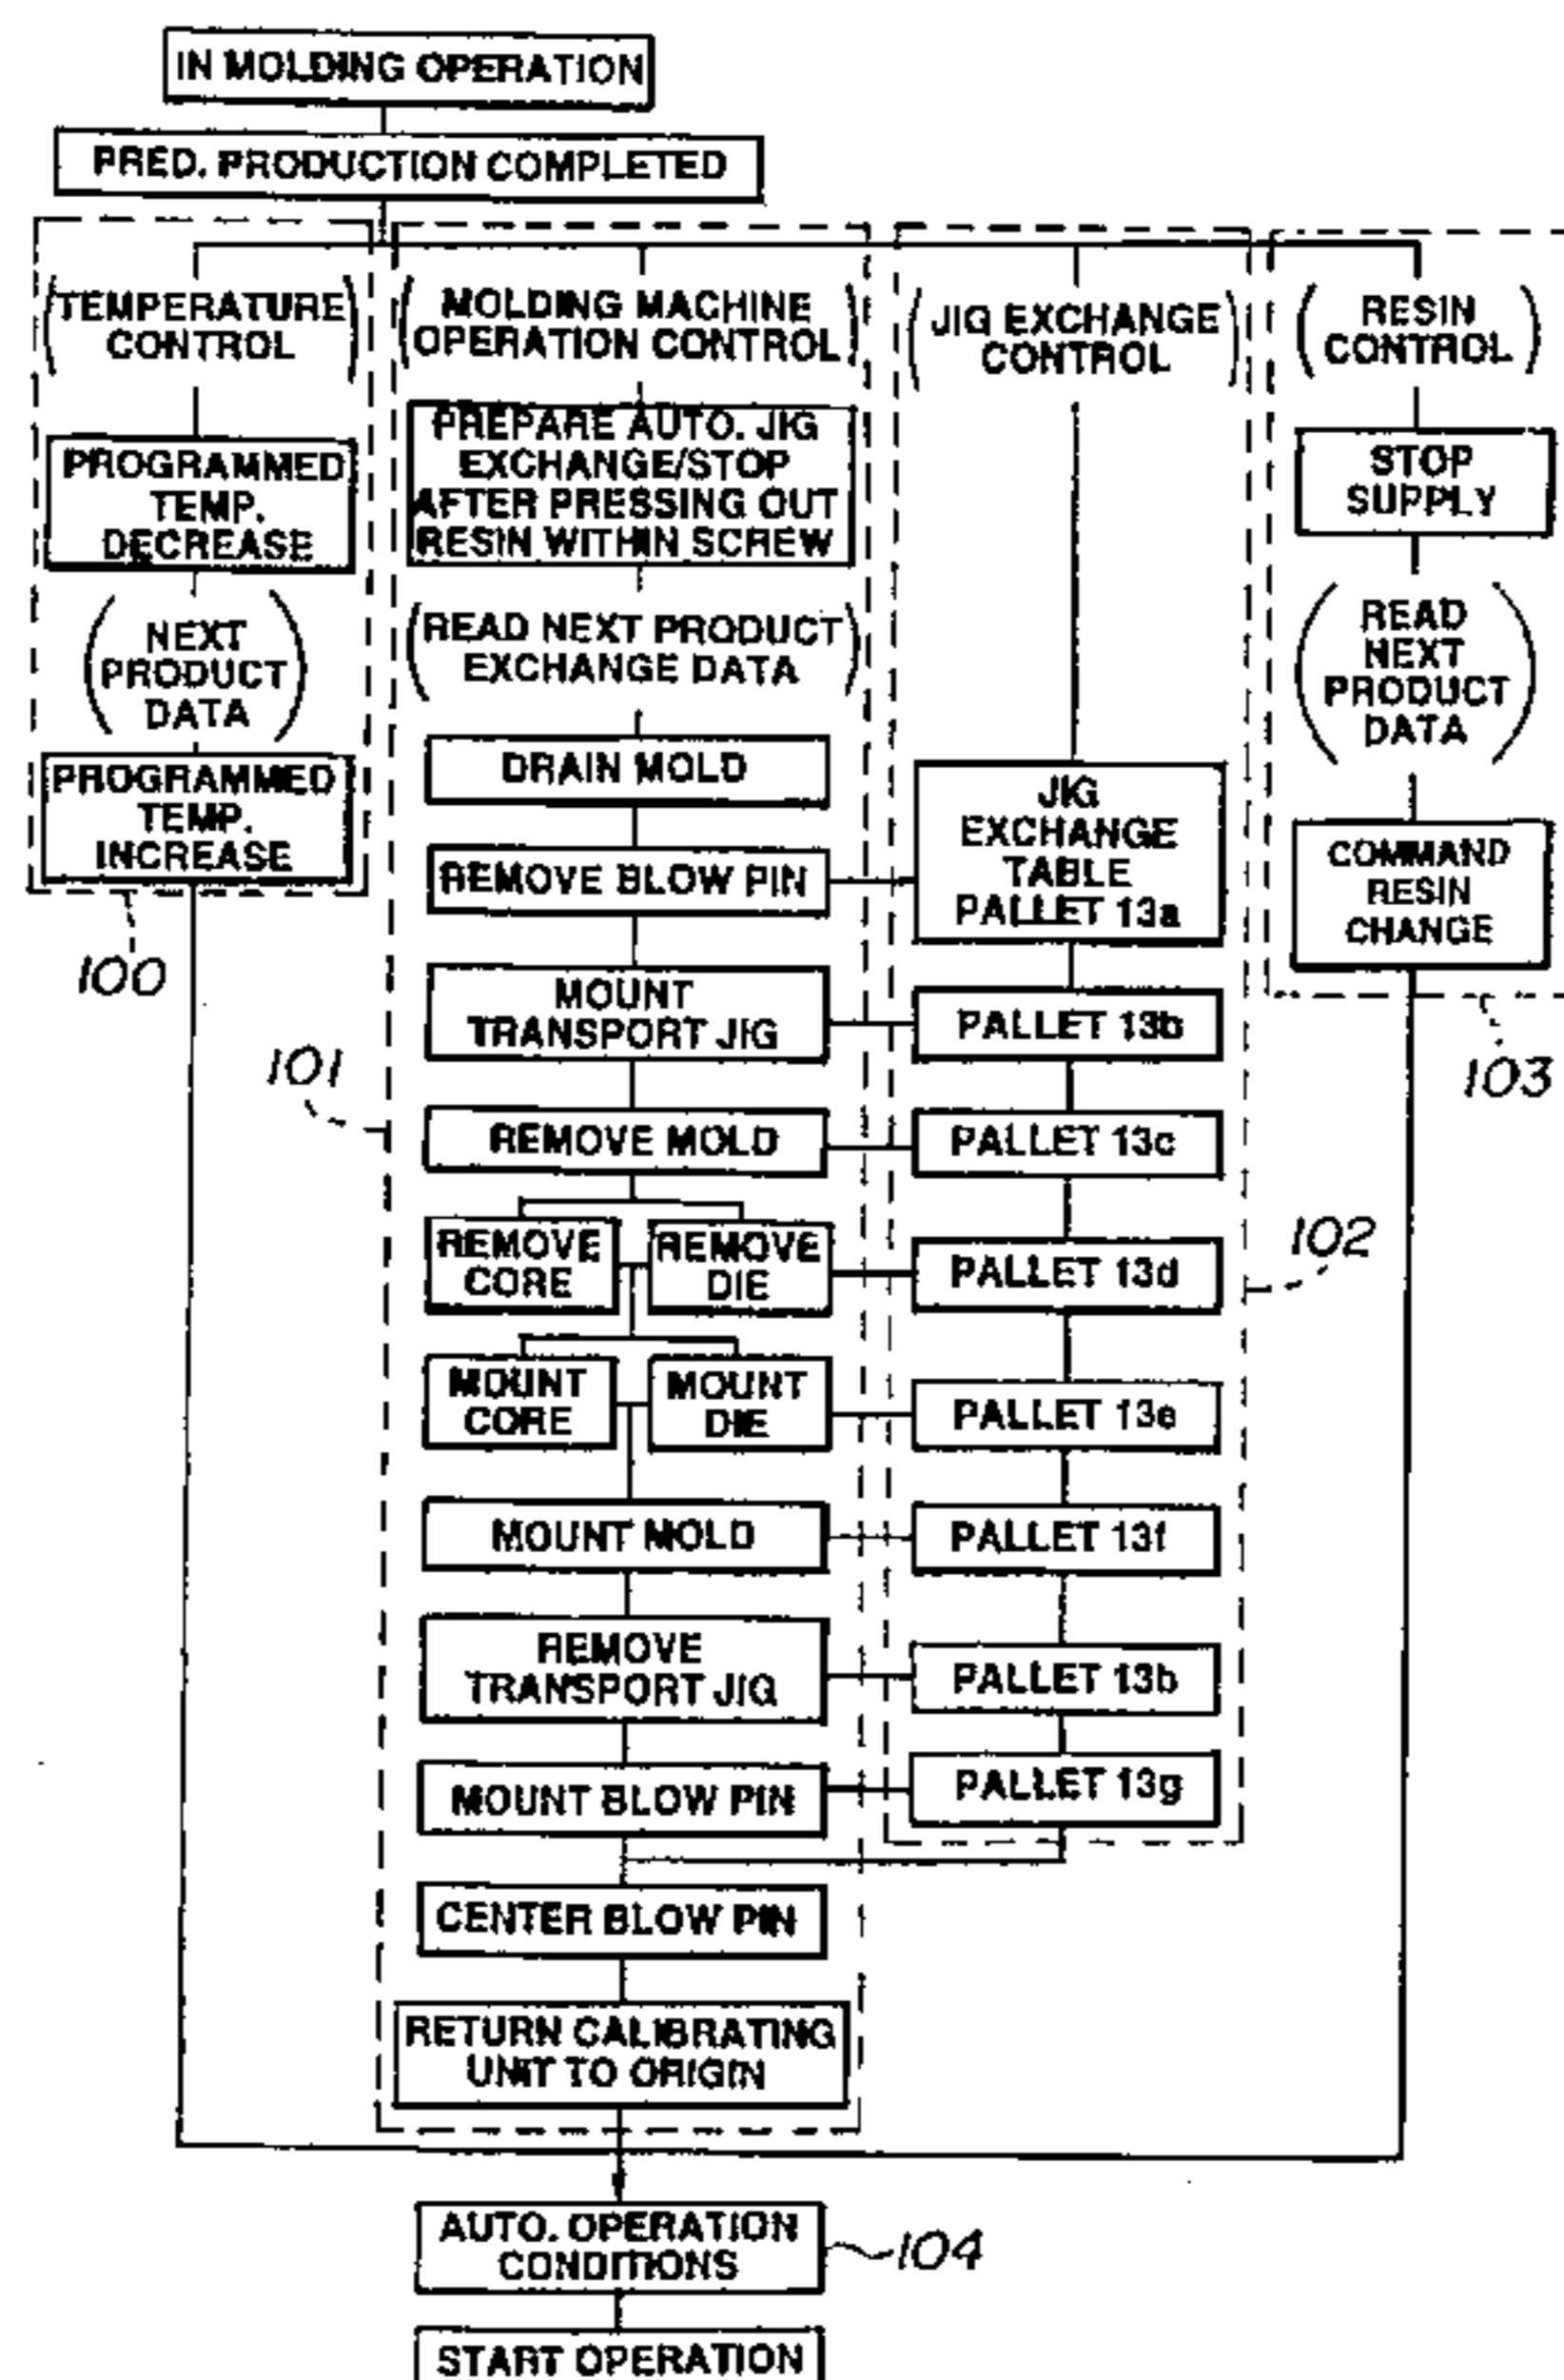 IN MOLDING OPERATION
PRED. PRODUCTION COMPLETED
(TEMPERATURE
CONTROL)
PROGRAMMED
TEMP.
DECREASE
(NEXT
PRODUCT
DATA)
PROGRAMMED
TEMP.
INCREASE
100
(MOLDING MACHINE
OPERATION CONTROL)
PREPARE AUTO. JIG
EXCHANGE/STOP
AFTER PRESSING OUT
RESIN WITHIN SCREW
(READ NEXT PRODUCT
EXCHANGE DATA)
DRAIN MOLD
REMOVE BLOW PIN
MOUNT
TRANSPORT JIG
101
REMOVE MOLD
REMOVE
CORE
REMOVE
DIE
MOUNT
CORE
MOUNT
DIE
MOUNT MOLD
REMOVE
TRANSPORT JIG
MOUNT BLOW PIN
CENTER BLOW PIN
RETURN CALIBRATING
UNIT TO ORIGIN
(JIG EXCHANGE
CONTROL)
JIG
EXCHANGE
TABLE
PALLET 13a
PALLET 13b
PALLET 13c
PALLET 13d
102
PALLET 13e
PALLET 13f
PALLET 13b
PALLET 13g
(RESIN
CONTROL)
STOP
SUPPLY
(READ
NEXT
PRODUCT
DATA)
COMMAND
RESIN
CHANGE
103
AUTO. OPERATION
CONDITIONS
104
START OPERATION